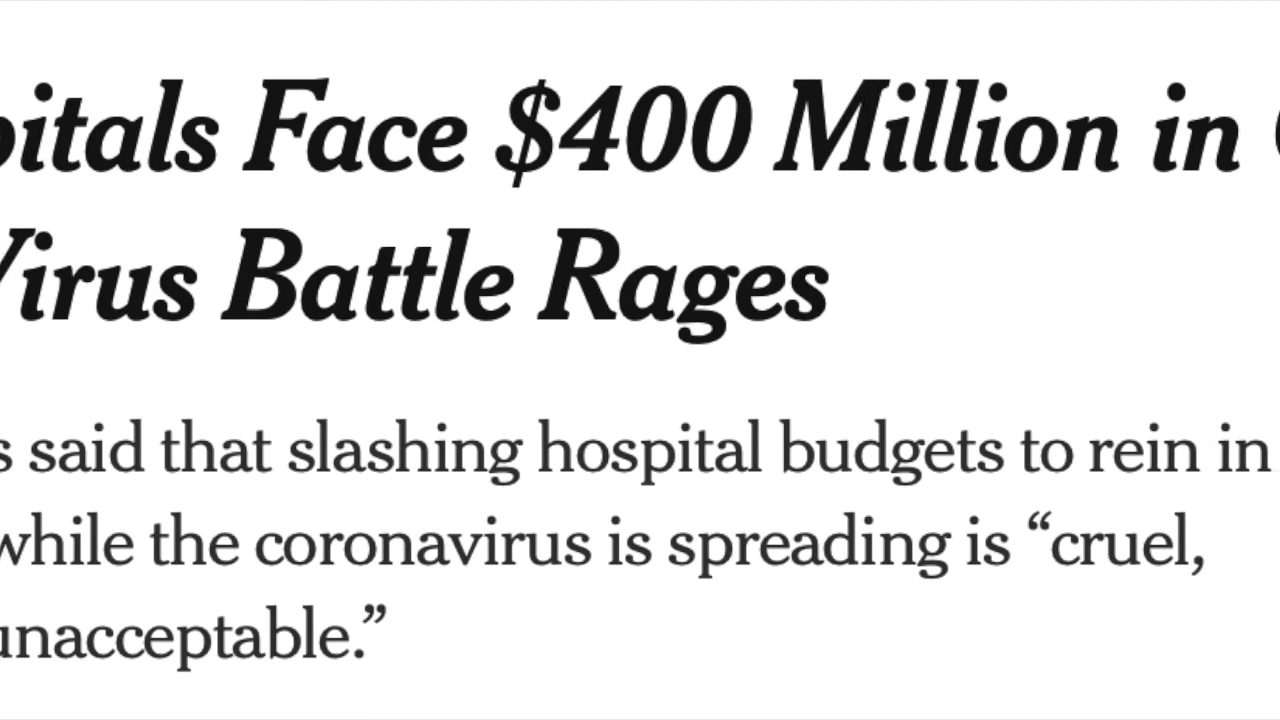 pitals Face $400 Million in
Virus Battle Rages
s said that slashing hospital budgets to rein in
while the coronavirus is spreading is “cruel,
unacceptable.”